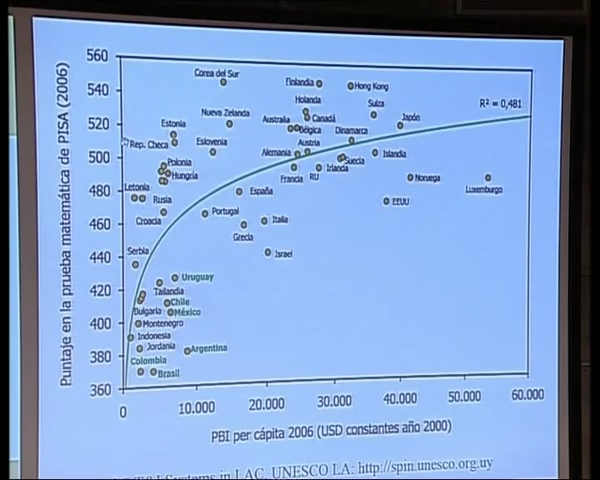 Puntaje en la prueba matemática de PISA (2006)
560
540
520
500
480
460
440
420
400
380
360
Corea del Sur
Finlandia
Hong Kong
Holanda
Suiza
R² = 0,481
Nueva Zelanda
Australia
Canadá
Japón
Estonia
Bélgica
Dinamarca
Rep. Checa
Eslovenia
Austria
Alemania
Suecia
Islandia
Polonia
Hungría
Francia
RU
Irlanda
Noruega
Luxemburgo
Letonia
Rusia
España
EEUU
Croacia
Portugal
Italia
Grecia
Serbia
Israel
Uruguay
Tailandia
Chile
Bulgaria
México
Montenegro
Indonesia
Jordania
Argentina
Colombia
Brasil
0
10.000
20.000
30.000
40.000
50.000
60.000
PBI per cápita 2006 (USD constantes año 2000)
Systems in LAC, UNESCO LA: http://spin.unesco.org.uy